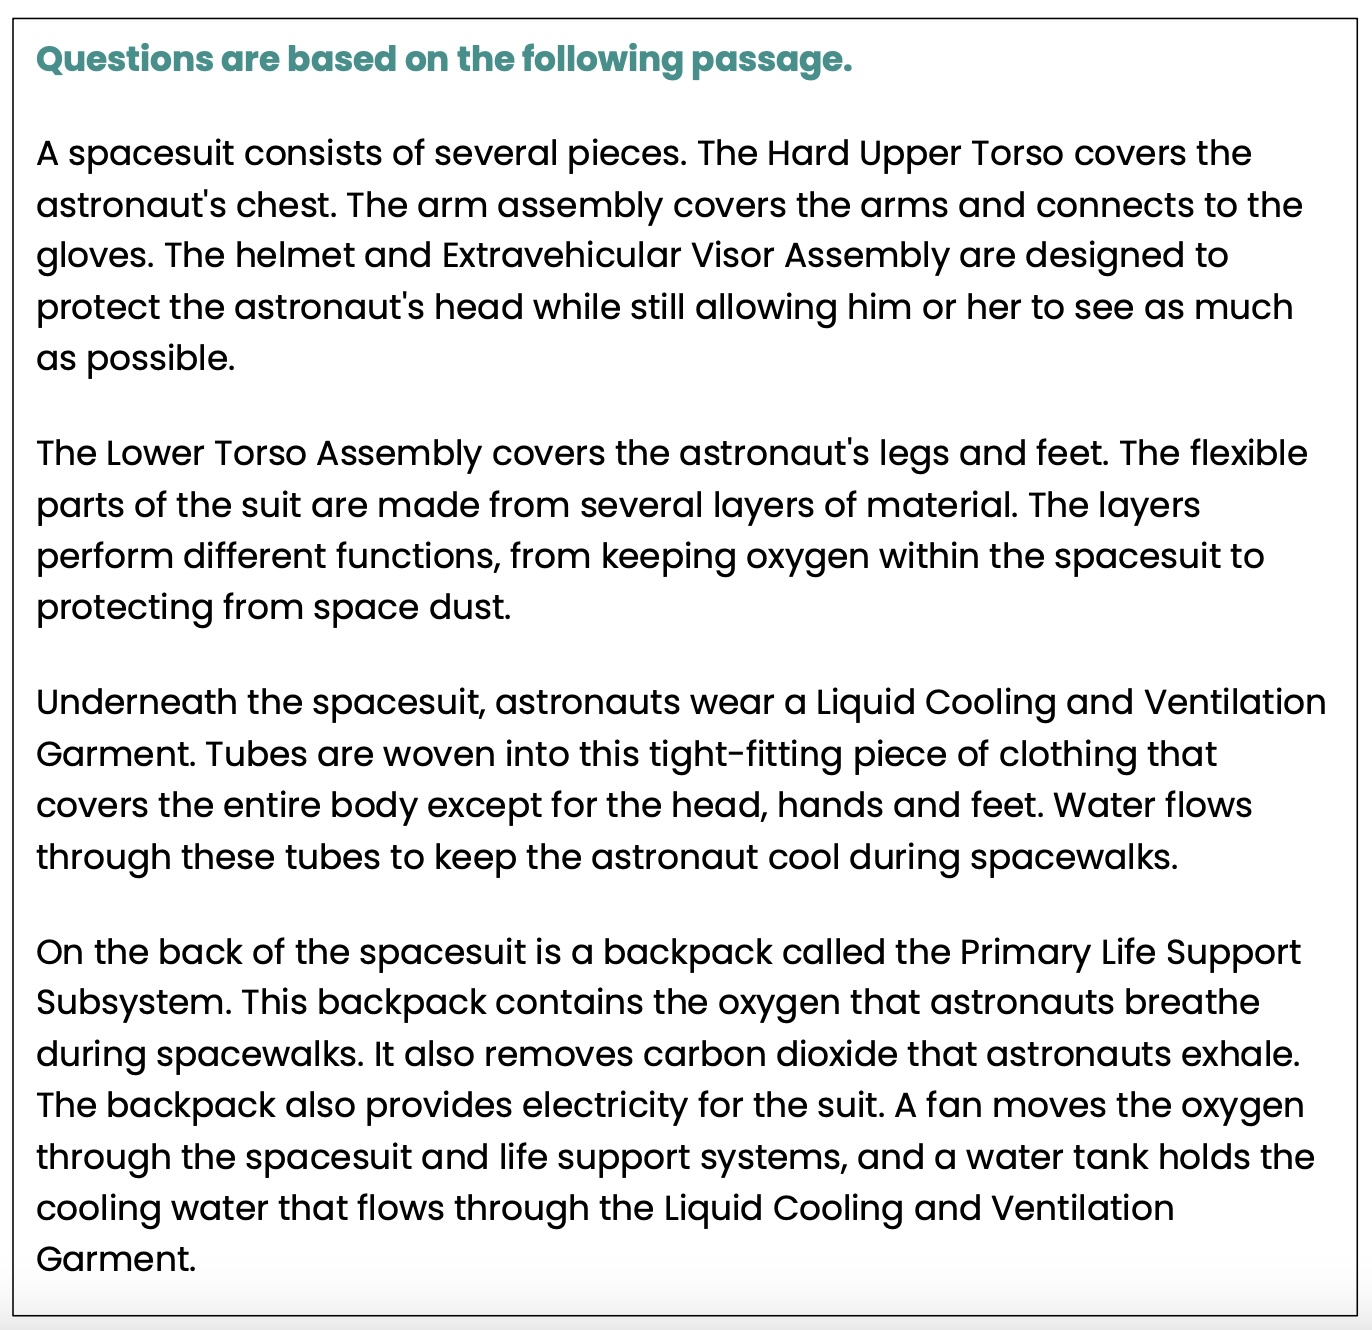 Questions are based on the following passage.
A spacesuit consists of several pieces. The Hard Upper Torso covers the
astronaut's chest. The arm assembly covers the arms and connects to the
gloves. The helmet and Extravehicular Visor Assembly are designed to
protect the astronaut's head while still allowing him or her to see as much
as possible.
The Lower Torso Assembly covers the astronaut's legs and feet. The flexible
parts of the suit are made from several layers of material. The layers
perform different functions, from keeping oxygen within the spacesuit to
protecting from space dust.
Underneath the spacesuit, astronauts wear a Liquid Cooling and Ventilation
Garment. Tubes are woven into this tight-fitting piece of clothing that
covers the entire body except for the head, hands and feet. Water flows
through these tubes to keep the astronaut cool during spacewalks.
On the back of the spacesuit is a backpack called the Primary Life Support
Subsystem. This backpack contains the oxygen that astronauts breathe
during spacewalks. It also removes carbon dioxide that astronauts exhale.
The backpack also provides electricity for the suit. A fan moves the oxygen
through the spacesuit and life support systems, and a water tank holds the
cooling water that flows through the Liquid Cooling and Ventilation
Garment.